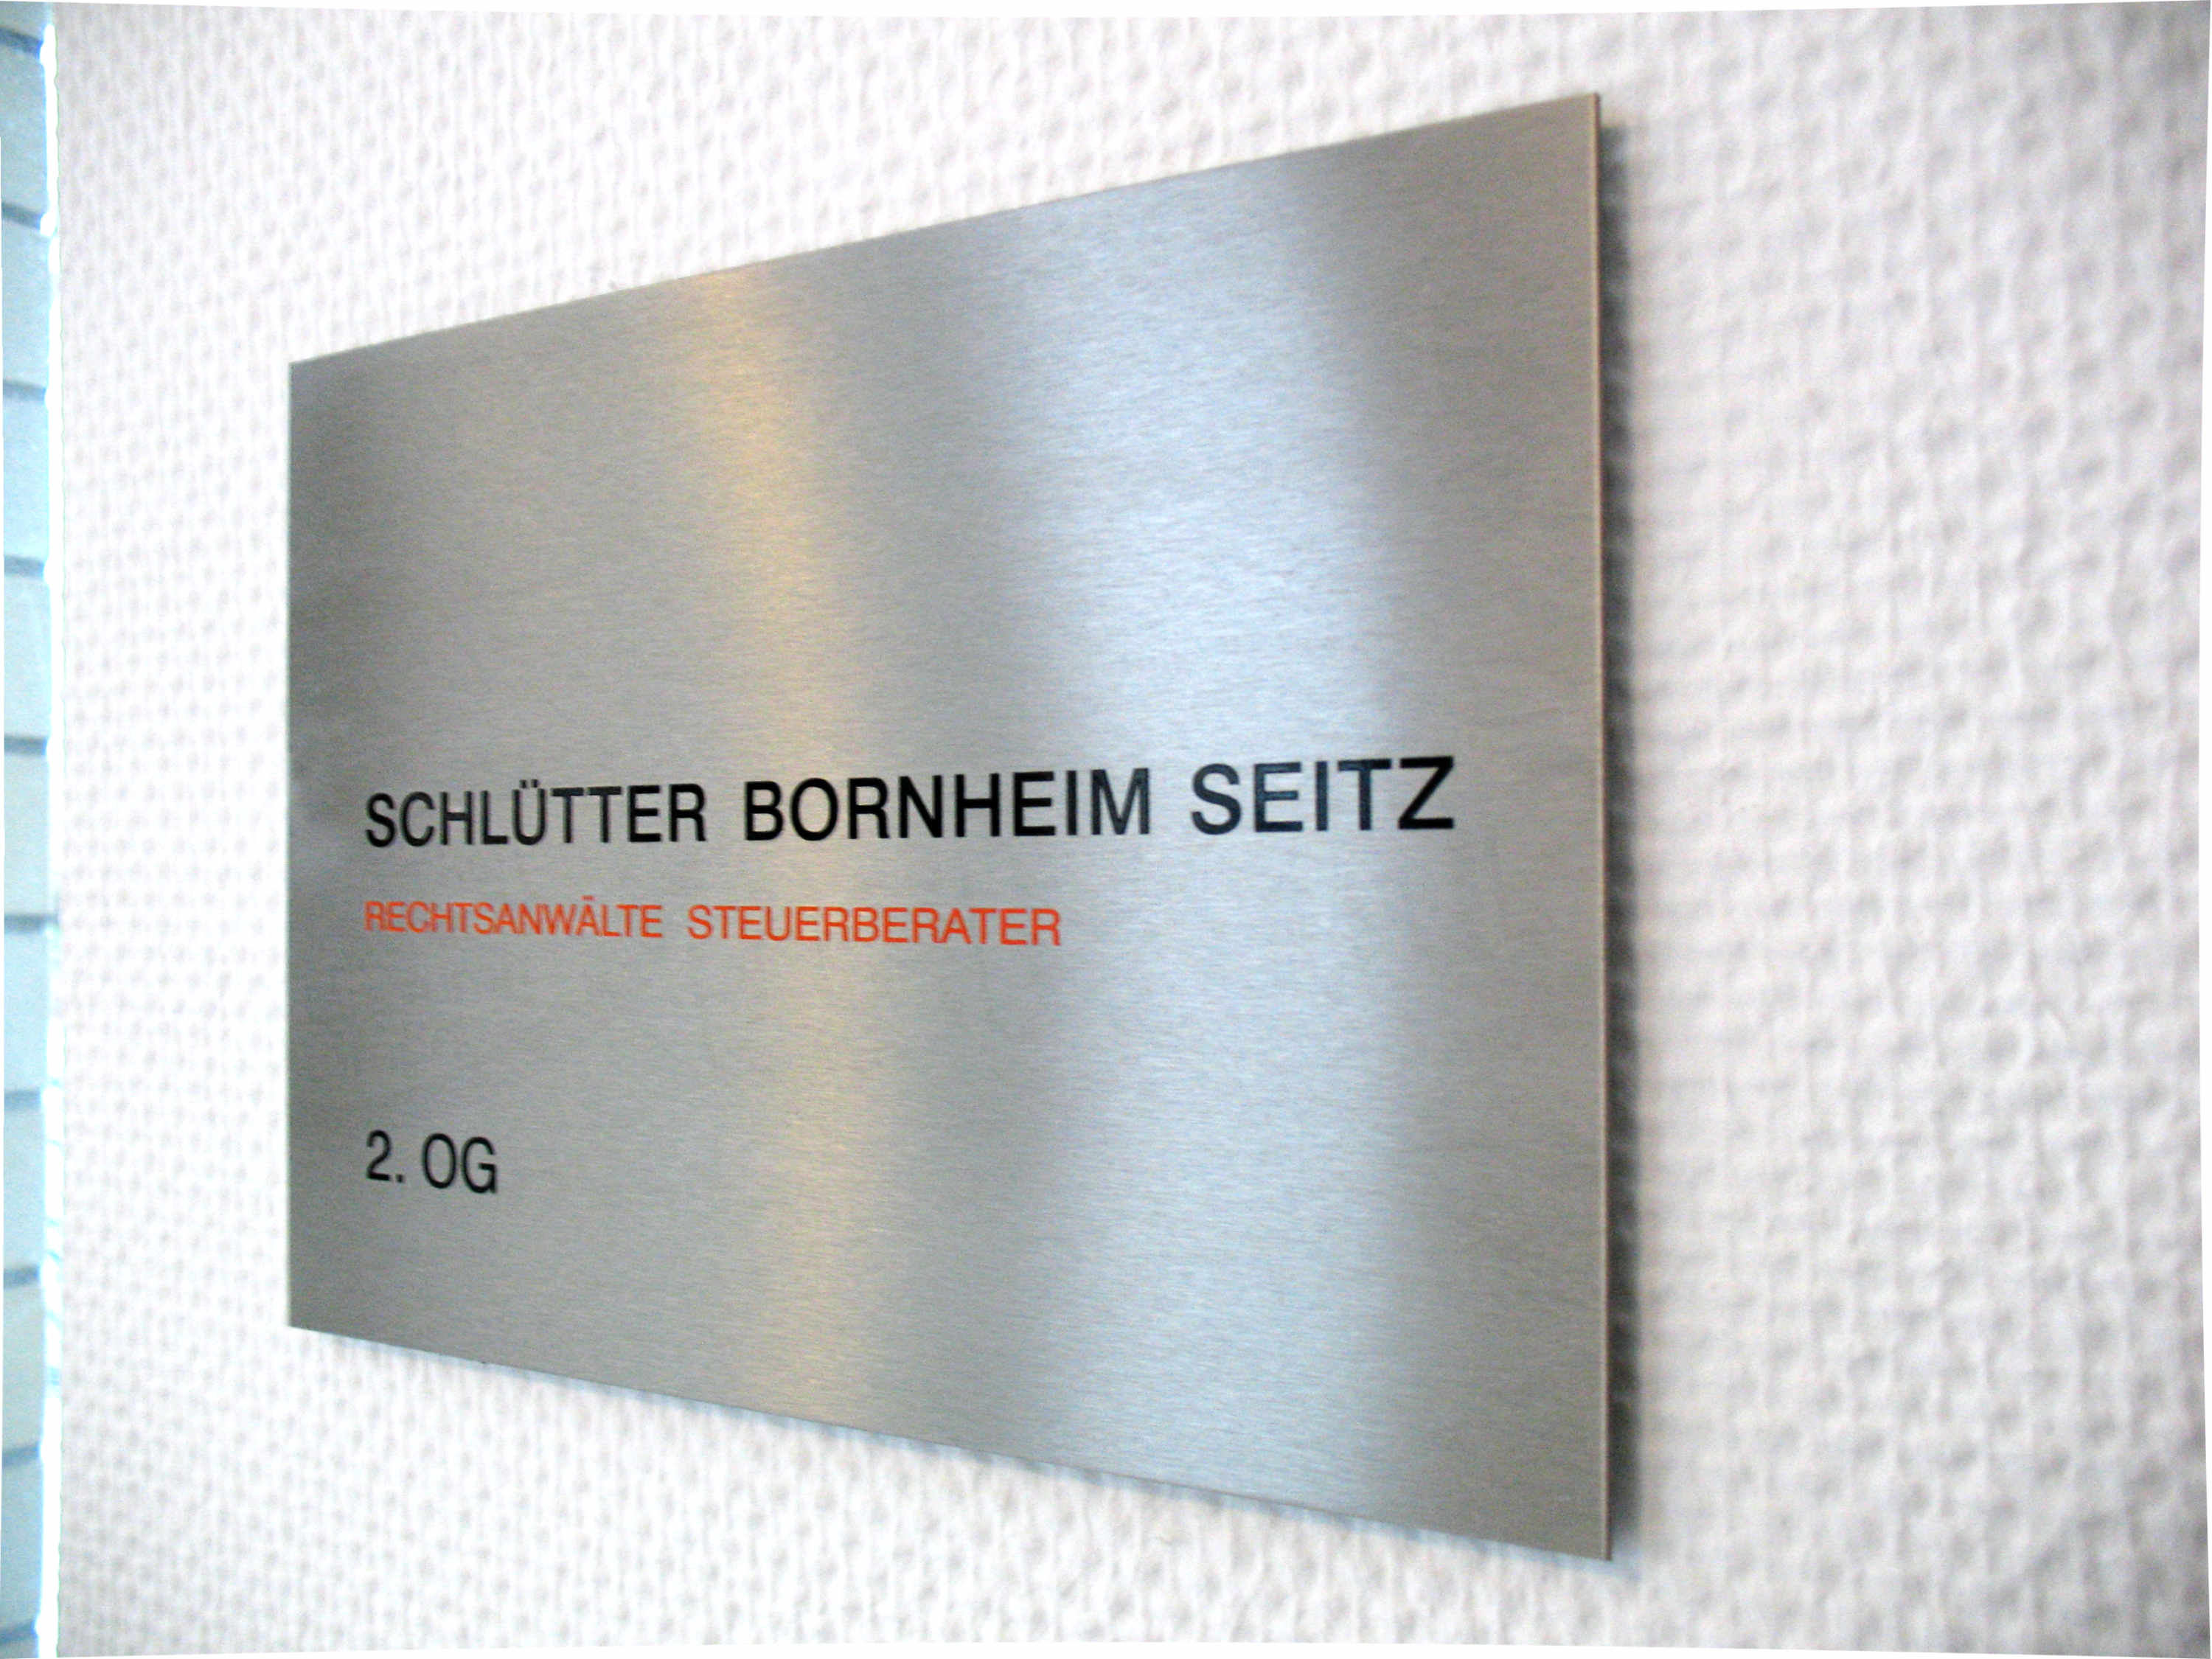 SCHLÜTTER BORNHEIM SEITZ
RECHTSANWÄLTE STEUERBERATER
2. OG